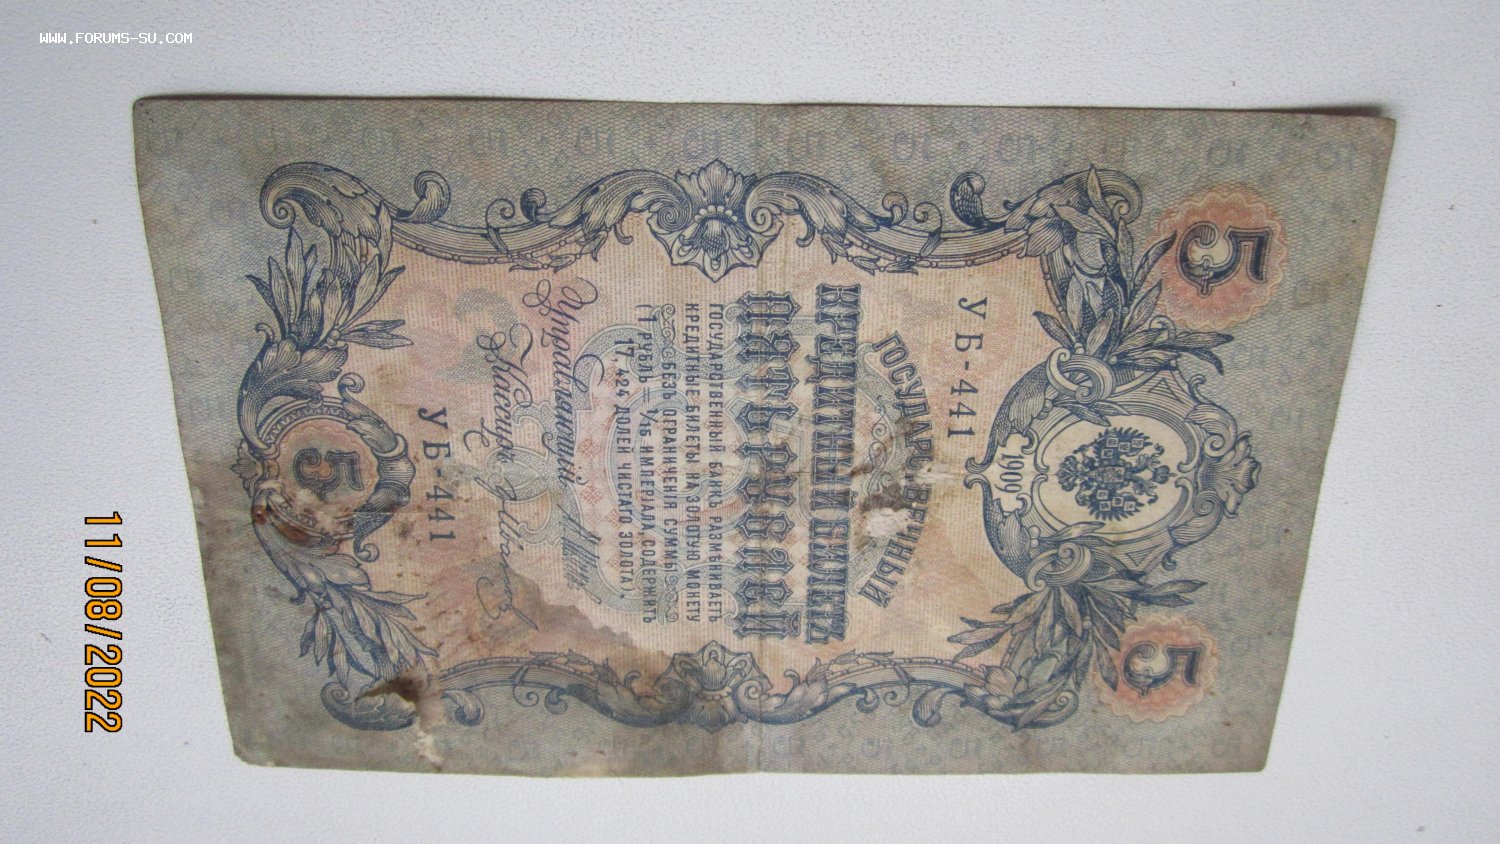 WWW.FORUMS-SU.COM
5
5
1909
УБ-441
ГОСУДАРСТВЕННЫЙ
КРЕДИТНЫЙ БИЛЕТЪ
ПЯТЬ РУБЛЕЙ
ГОСУДАРСТВЕННЫЙ БАНКЪ РАЗМѢНИВАЕТЪ
КРЕДИТНЫЕ БИЛЕТЫ НА ЗОЛОТУЮ МОНЕТУ
БЕЗЪ ОГРАНИЧЕНІЯ СУММЫ
(1 РУБЛЬ = 1/15 ИМПЕРІАЛА, СОДЕРЖИТЪ
17,424 ДОЛЕЙ ЧИСТАГО ЗОЛОТА).
Управляющій
Кассиръ
УБ-441
5
11/08/2022